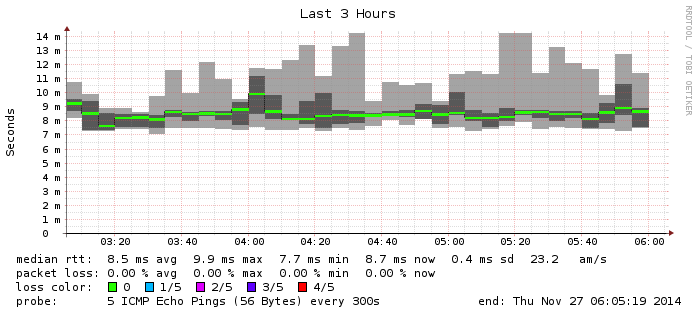 Last 3 Hours
RRDTOOL / TOBI OETIKER
Seconds
14 m
13 m
12 m
11 m
10 m
9 m
8 m
7 m
6 m
5 m
4 m
3 m
2 m
1 m
0
03:20 03:40 04:00 04:20 04:40 05:00 05:20 05:40 06:00
median rtt: 8.5 ms avg 9.9 ms max 7.7 ms min 8.7 ms now 0.4 ms sd 23.2 am/s
packet loss: 0.00 % avg 0.00 % max 0.00 % min 0.00 % now
loss color: 0 1/5 2/5 3/5 4/5
probe: 5 ICMP Echo Pings (56 Bytes) every 300s end: Thu Nov 27 06:05:19 2014